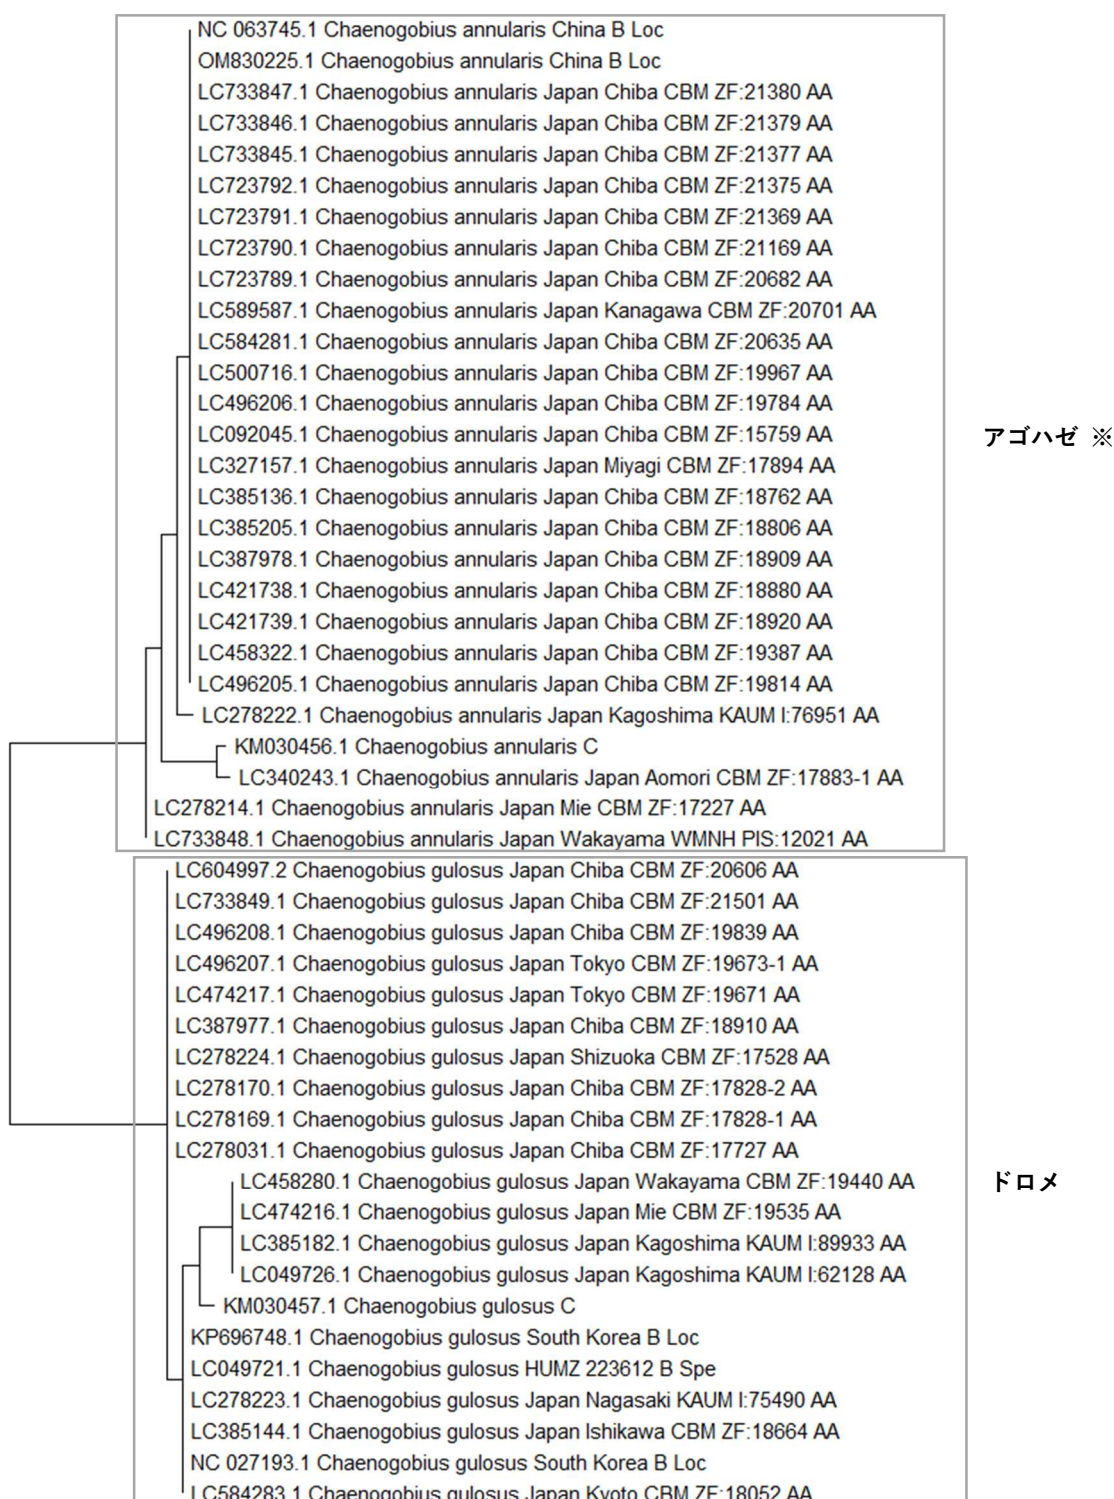 NC 063745.1 Chaenogobius annularis China B Loc
OM830225.1 Chaenogobius annularis China B Loc
LC733847.1 Chaenogobius annularis Japan Chiba CBM ZF:21380 AA
LC733846.1 Chaenogobius annularis Japan Chiba CBM ZF:21379 AA
LC733845.1 Chaenogobius annularis Japan Chiba CBM ZF:21377 AA
LC723792.1 Chaenogobius annularis Japan Chiba CBM ZF:21375 AA
LC723791.1 Chaenogobius annularis Japan Chiba CBM ZF:21369 AA
LC723790.1 Chaenogobius annularis Japan Chiba CBM ZF:21169 AA
LC723789.1 Chaenogobius annularis Japan Chiba CBM ZF:20682 AA
LC589587.1 Chaenogobius annularis Japan Kanagawa CBM ZF:20701 AA
LC584281.1 Chaenogobius annularis Japan Chiba CBM ZF:20635 AA
LC500716.1 Chaenogobius annularis Japan Chiba CBM ZF:19967 AA
LC496206.1 Chaenogobius annularis Japan Chiba CBM ZF:19784 AA
LC092045.1 Chaenogobius annularis Japan Chiba CBM ZF:15759 AA
アゴハゼ ※
LC327157.1 Chaenogobius annularis Japan Miyagi CBM ZF:17894 AA
LC385136.1 Chaenogobius annularis Japan Chiba CBM ZF:18762 AA
LC385205.1 Chaenogobius annularis Japan Chiba CBM ZF:18806 AA
LC387978.1 Chaenogobius annularis Japan Chiba CBM ZF:18909 AA
LC421738.1 Chaenogobius annularis Japan Chiba CBM ZF:18880 AA
LC421739.1 Chaenogobius annularis Japan Chiba CBM ZF:18920 AA
LC458322.1 Chaenogobius annularis Japan Chiba CBM ZF:19387 AA
LC496205.1 Chaenogobius annularis Japan Chiba CBM ZF:19814 AA
LC278222.1 Chaenogobius annularis Japan Kagoshima KAUM I:76951 AA
KM030456.1 Chaenogobius annularis C
LC340243.1 Chaenogobius annularis Japan Aomori CBM ZF:17883-1 AA
LC278214.1 Chaenogobius annularis Japan Mie CBM ZF:17227 AA
LC733848.1 Chaenogobius annularis Japan Wakayama WMNH PIS:12021 AA
LC604997.2 Chaenogobius gulosus Japan Chiba CBM ZF:20606 AA
LC733849.1 Chaenogobius gulosus Japan Chiba CBM ZF:21501 AA
LC496208.1 Chaenogobius gulosus Japan Chiba CBM ZF:19839 AA
LC496207.1 Chaenogobius gulosus Japan Tokyo CBM ZF:19673-1 AA
LC474217.1 Chaenogobius gulosus Japan Tokyo CBM ZF:19671 AA
LC387977.1 Chaenogobius gulosus Japan Chiba CBM ZF:18910 AA
LC278224.1 Chaenogobius gulosus Japan Shizuoka CBM ZF:17528 AA
LC278170.1 Chaenogobius gulosus Japan Chiba CBM ZF:17828-2 AA
LC278169.1 Chaenogobius gulosus Japan Chiba CBM ZF:17828-1 AA
LC278031.1 Chaenogobius gulosus Japan Chiba CBM ZF:17727 AA
LC458280.1 Chaenogobius gulosus Japan Wakayama CBM ZF:19440 AA
ドロメ
LC474216.1 Chaenogobius gulosus Japan Mie CBM ZF:19535 AA
LC385182.1 Chaenogobius gulosus Japan Kagoshima KAUM I:89933 AA
LC049726.1 Chaenogobius gulosus Japan Kagoshima KAUM I:62128 AA
KM030457.1 Chaenogobius gulosus C
KP696748.1 Chaenogobius gulosus South Korea B Loc
LC049721.1 Chaenogobius gulosus HUMZ 223612 B Spe
LC278223.1 Chaenogobius gulosus Japan Nagasaki KAUM I:75490 AA
LC385144.1 Chaenogobius gulosus Japan Ishikawa CBM ZF:18664 AA
NC 027193.1 Chaenogobius gulosus South Korea B Loc
LC584283.1 Chaenogobius gulosus Japan Kyoto CBM ZF:18052 AA